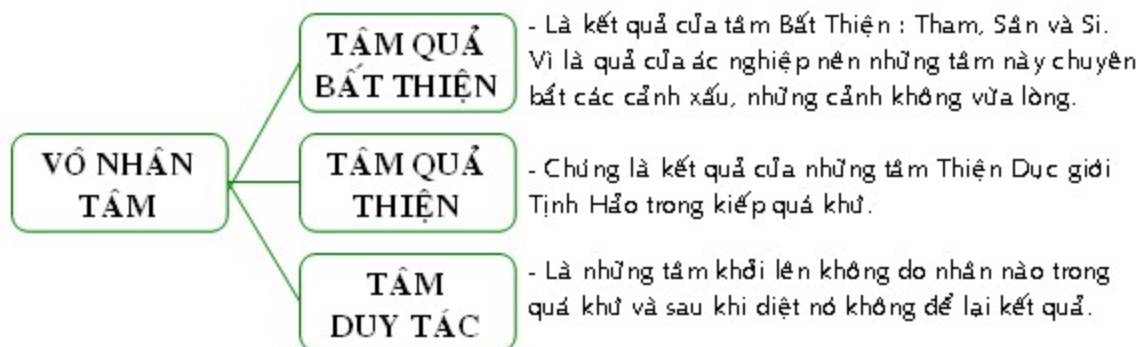 VÔ NHÂN
TÂM
TÂM QUẢ
BẤT THIỆN
- Là kết quả của tâm Bất Thiện : Tham, Sân và Si.
Vì là quả của ác nghiệp nên những tâm này chuyên
bắt các cảnh xấu, những cảnh không vừa lòng.
TÂM QUẢ
THIỆN
- Chúng là kết quả của những tâm Thiện Dục giới
Tịnh Hảo trong kiếp quá khứ.
TÂM
DUY TÁC
- Là những tâm khởi lên không do nhân nào trong
quá khứ và sau khi diệt nó không để lại kết quả.